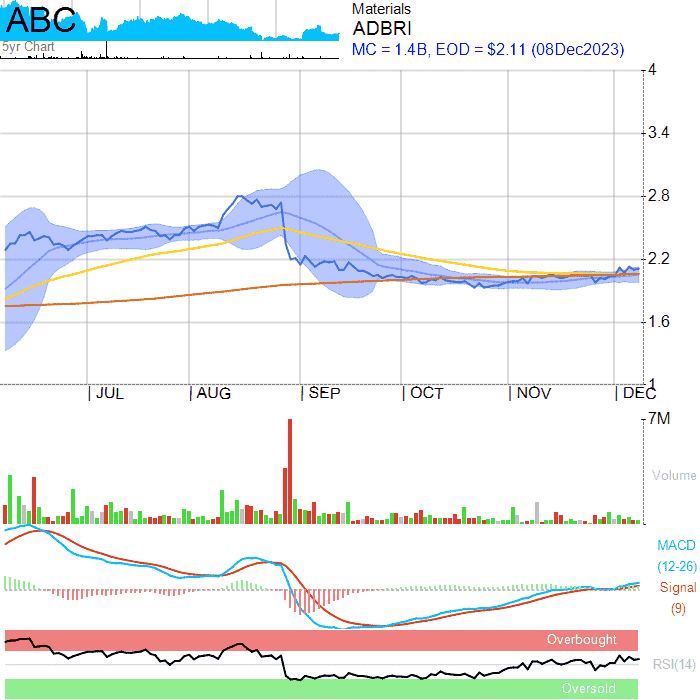 ABC
5yr Chart
Materials
ADBRI
MC = 1.4B, EOD = $2.11 (08Dec2023)
4
3.4
2.8
2.2
1.6
1
JUL AUG SEP OCT NOV DEC
7M
Volume
MACD
(12-26)
Signal
(9)
Overbought
RSI(14)
Oversold